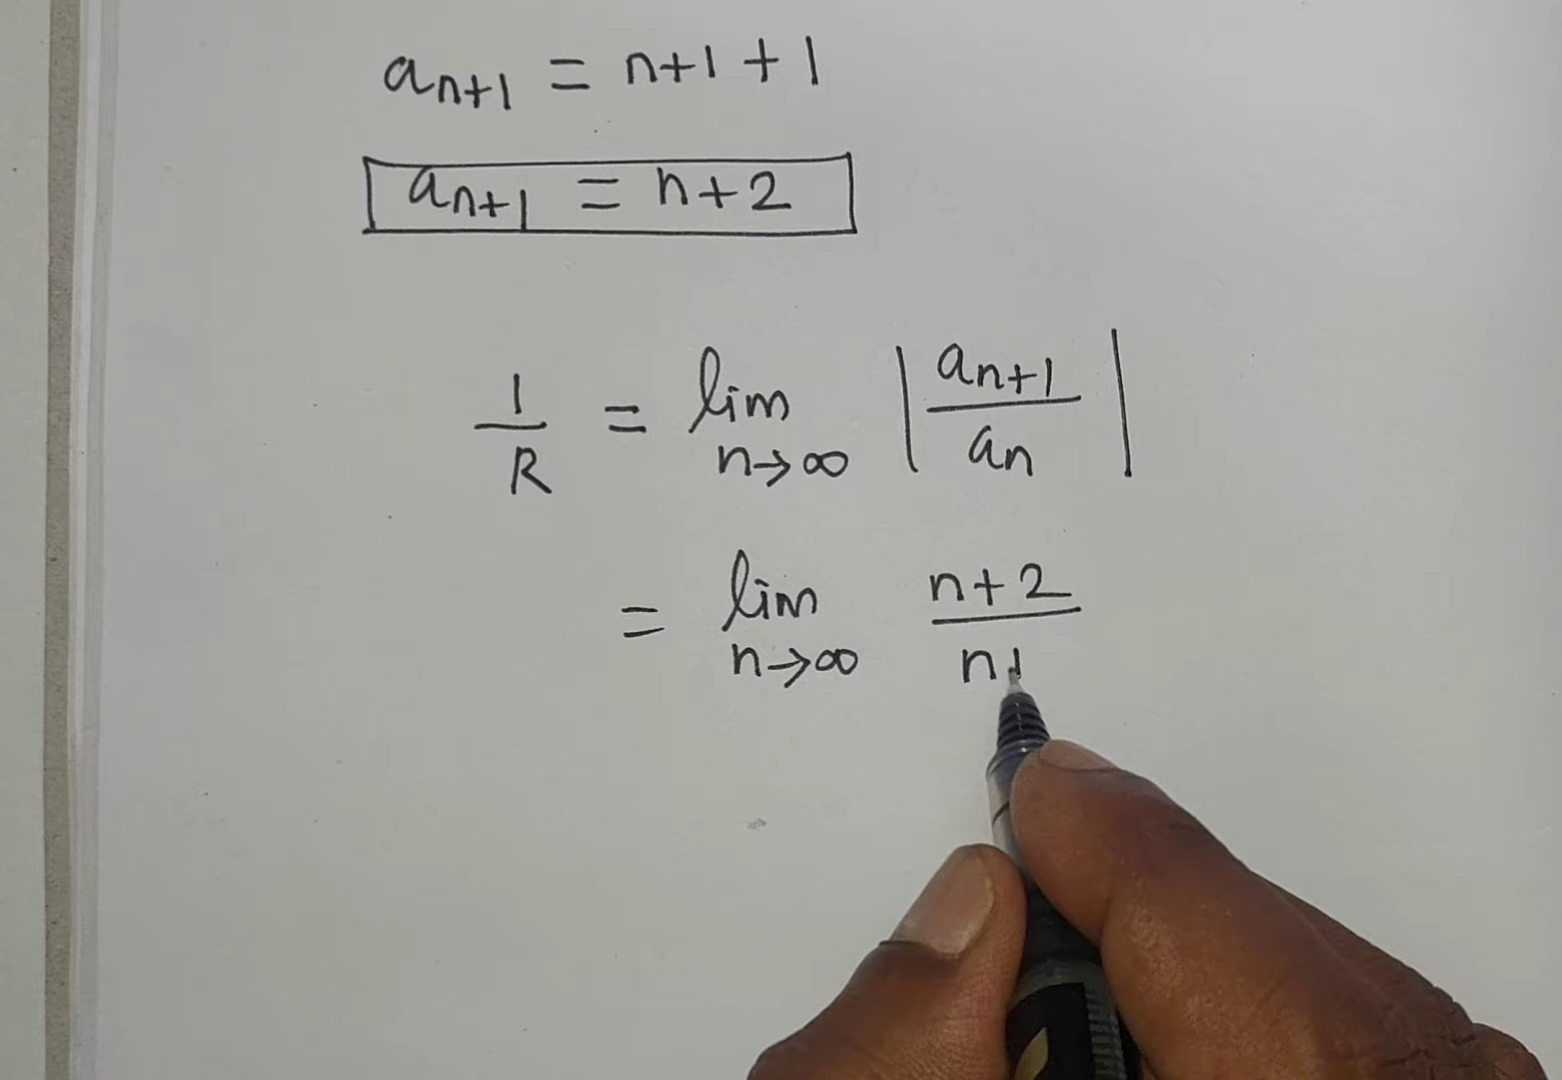 aₙ₊₁ = n+1+1
aₙ₊₁ = n+2
1/R = lim n→∞ |aₙ₊₁/aₙ|
= lim n→∞ n+2/n